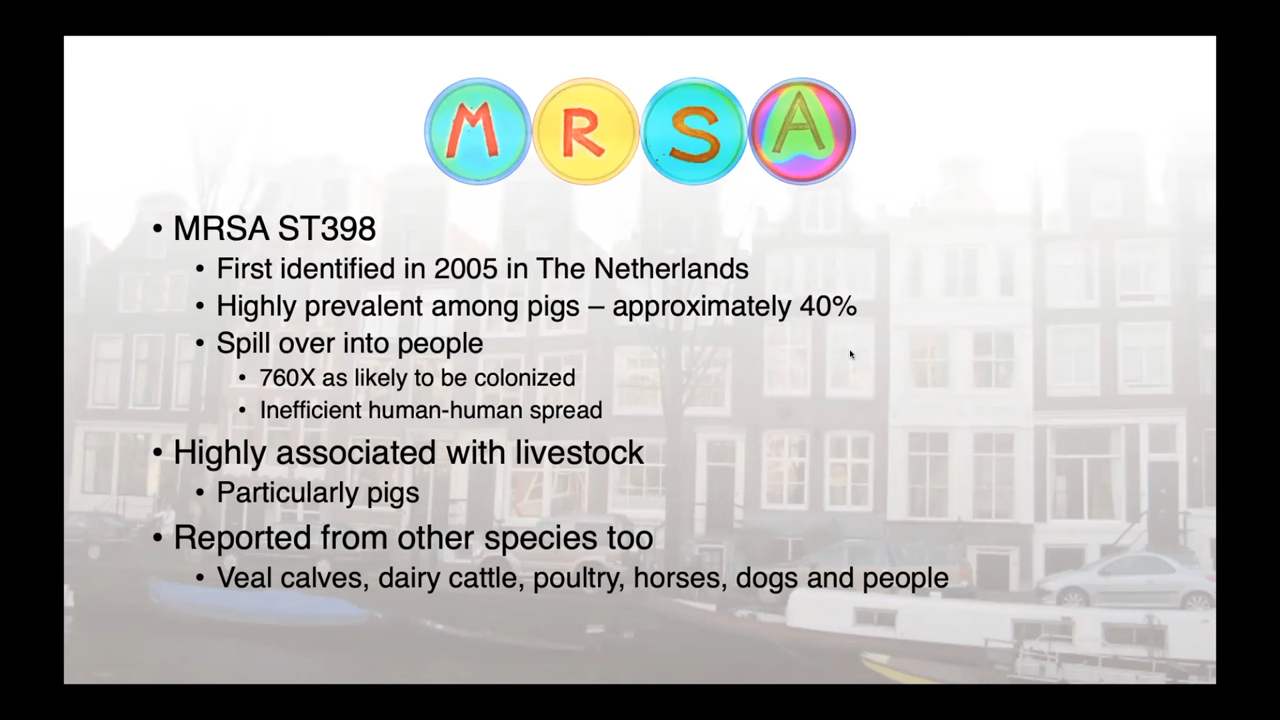 MRSA
• MRSA ST398
• First identified in 2005 in The Netherlands
• Highly prevalent among pigs – approximately 40%
• Spill over into people
• 760X as likely to be colonized
• Inefficient human-human spread
• Highly associated with livestock
• Particularly pigs
• Reported from other species too
• Veal calves, dairy cattle, poultry, horses, dogs and people